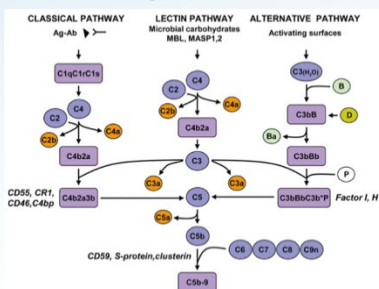 CLASSICAL PATHWAY
Ag-Ab
LECTIN PATHWAY
Microbial carbohydrates
MBL, MASP1,2
ALTERNATIVE PATHWAY
Activating surfaces
C1qC1rC1s
C4
C2
C2b
C4a
C4b2a
C4
C2
C2b
C4a
C4b2a
C3(H2O)
B
C3bB
D
Ba
C3bBb
C3
C3a
C3a
P
CD55, CR1,
CD46,C4bp
C4b2a3b
C5
C3bBbC3b*P
Factor I, H
C5a
C5b
CD59, S-protein,clusterin
C6
C7
C8
C9n
C5b-9